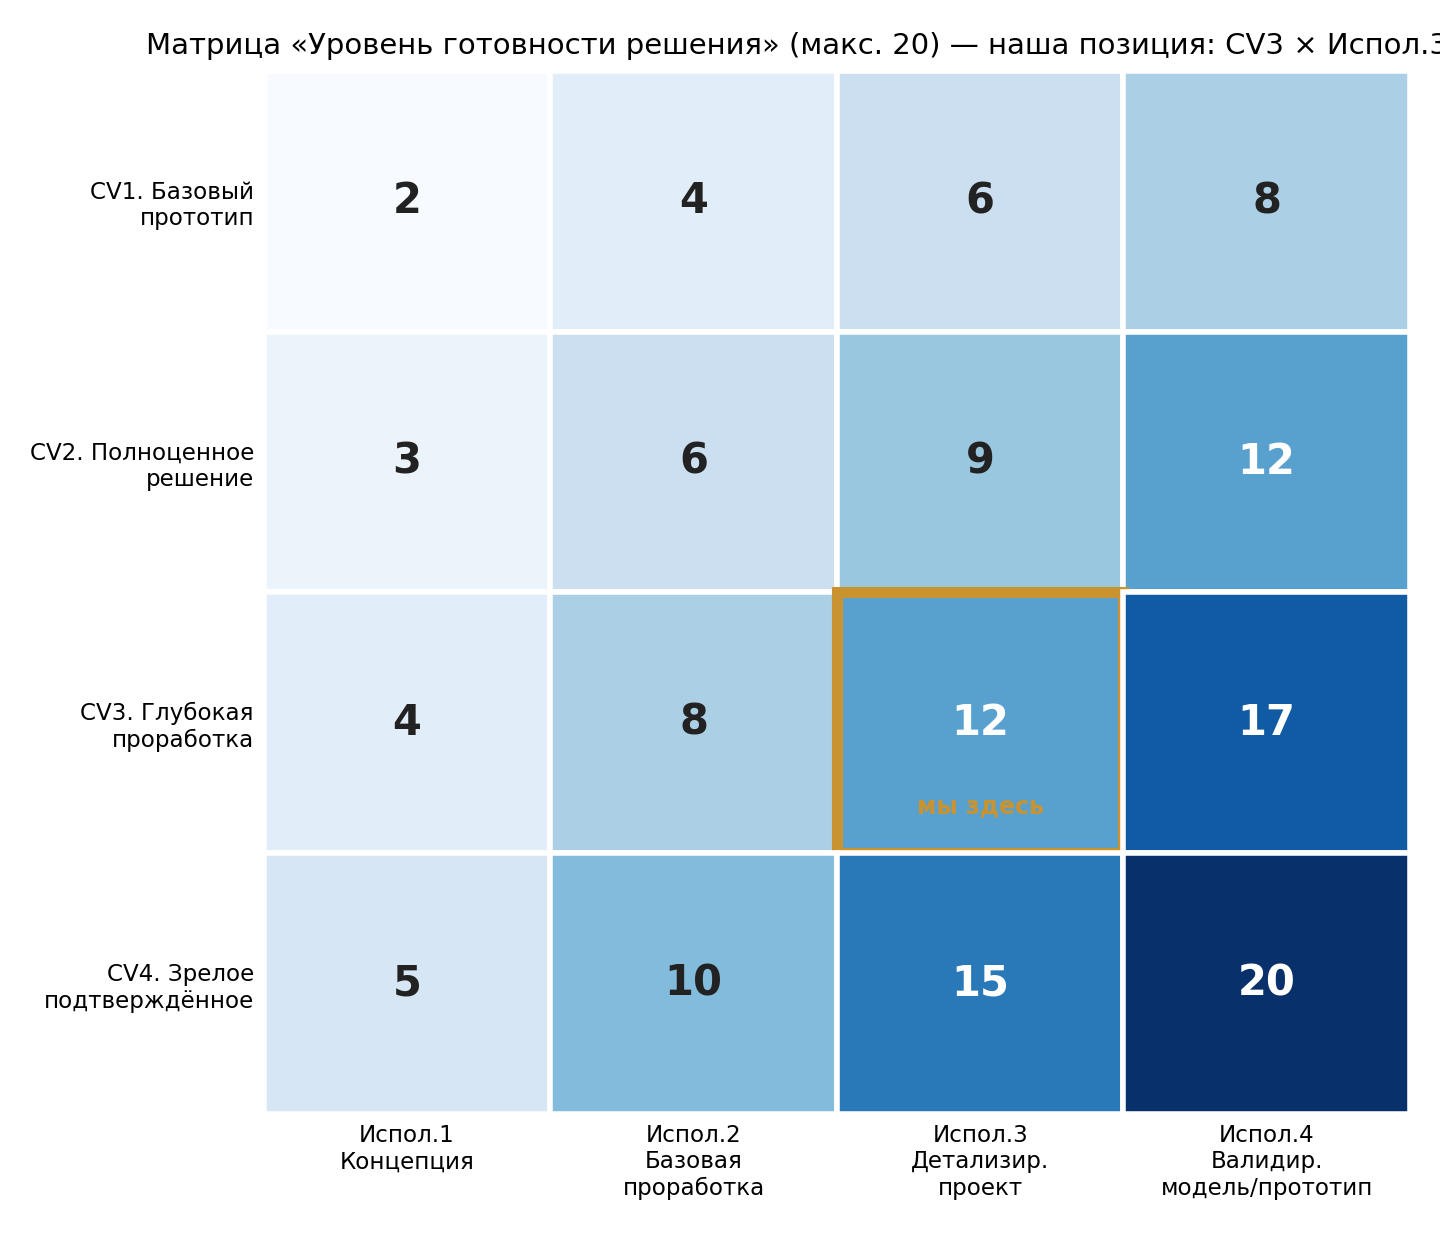 Матрица «Уровень готовности решения» (макс. 20) — наша позиция: CV3 × Испол.3
CV1. Базовый
прототип
2
4
6
8
CV2. Полноценное
решение
3
6
9
12
CV3. Глубокая
проработка
4
8
12
17
мы здесь
CV4. Зрелое
подтверждённое
5
10
15
20
Испол.1
Концепция
Испол.2
Базовая
проработка
Испол.3
Детализир.
проект
Испол.4
Валидир.
модель/прототип